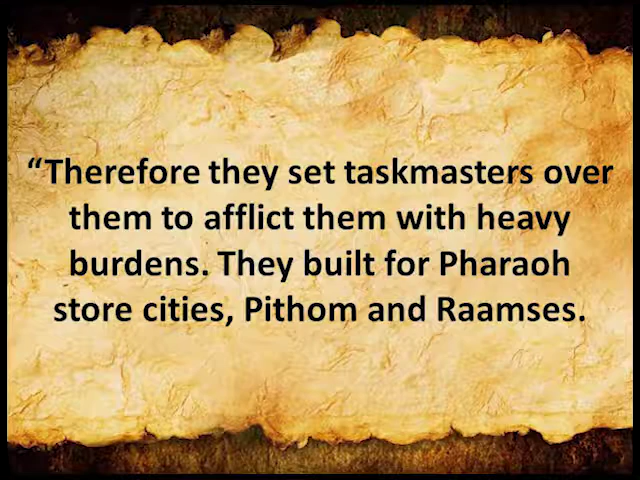 “Therefore they set taskmasters over
them to afflict them with heavy
burdens. They built for Pharaoh
store cities, Pithom and Raamses.